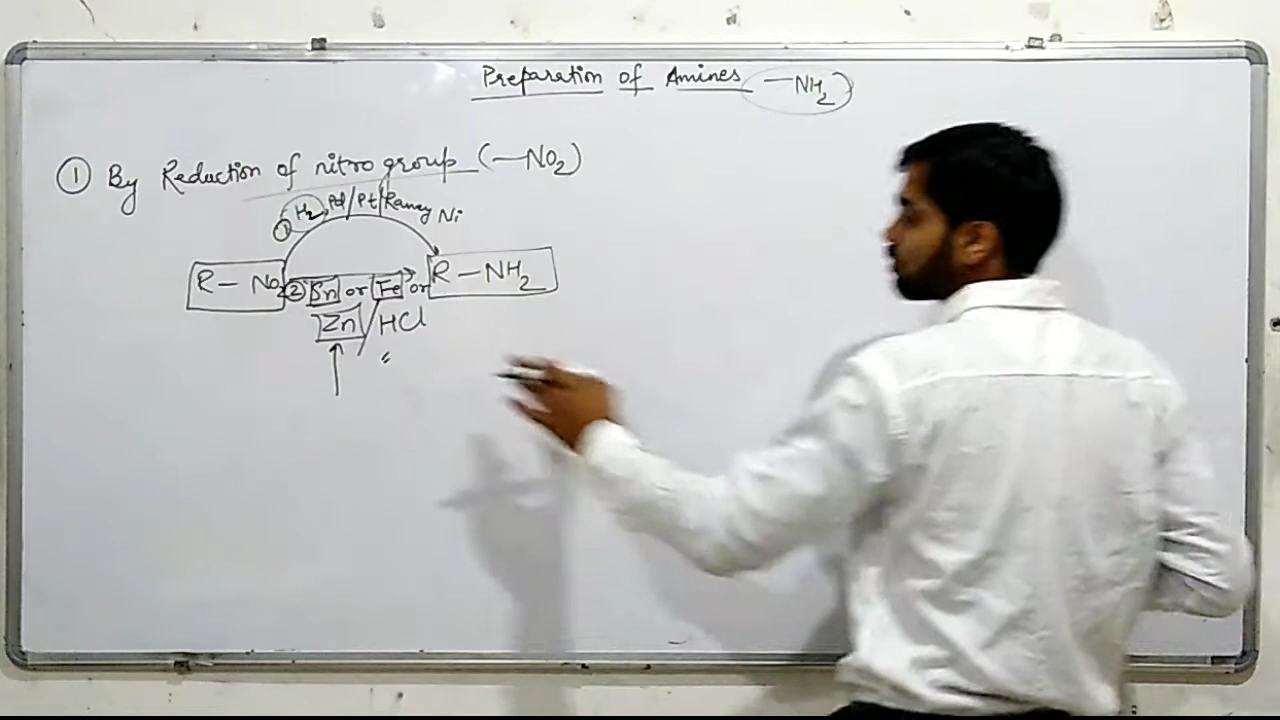 Preparation of Amines —NH2
① By Reduction of nitro group (—NO2)
① H2, Pd/Pt/Raney Ni
R — NO2 ② Sn or Fe or R — NH2
Zn / HCl